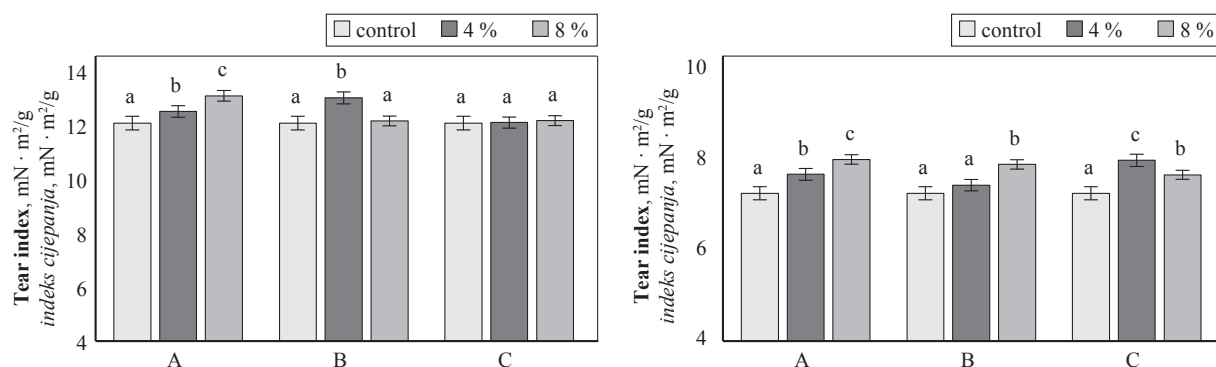 control 4 % 8 %
Tear index, mN · m²/g
indeks cijepanja, mN · m²/g
14
12
10
8
6
4
a b c
a b a
a a a
A B C
control 4 % 8 %
Tear index, mN · m²/g
indeks cijepanja, mN · m²/g
10
8
6
4
a b c
a a b
a c b
A B C